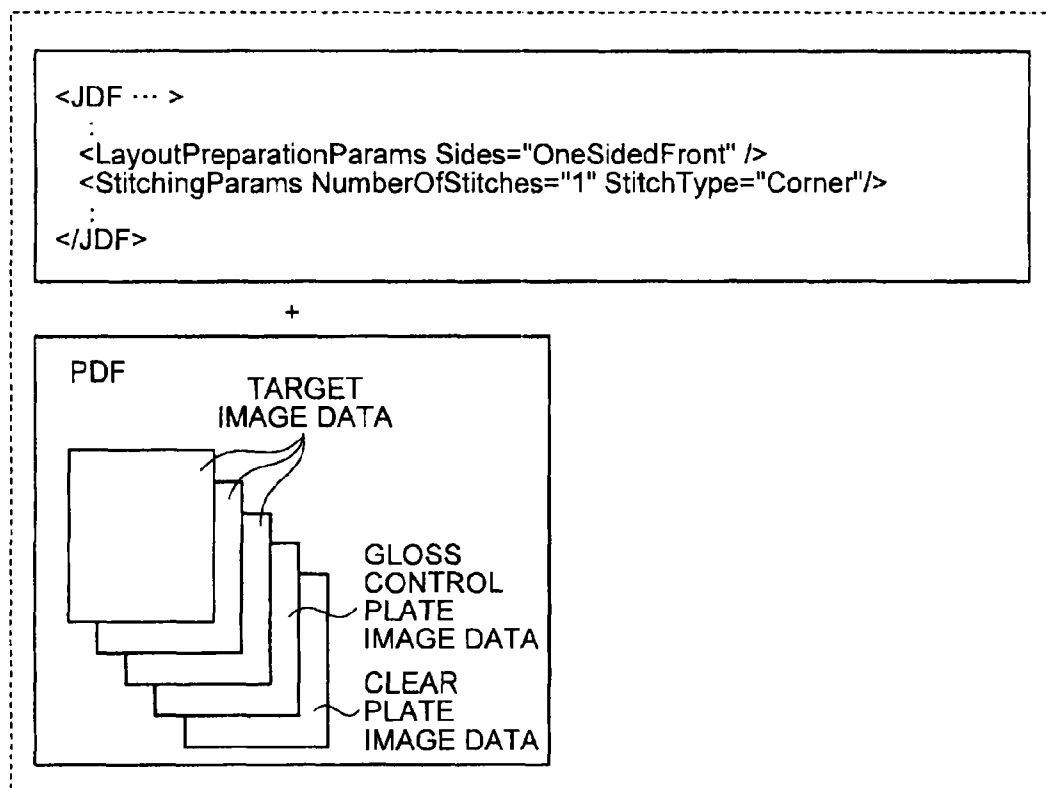 <JDF ··· >
:
<LayoutPreparationParams Sides="OneSidedFront" />
<StitchingParams NumberOfStitches="1" StitchType="Corner"/>
:
</JDF>
+
PDF
TARGET
IMAGE DATA
GLOSS
CONTROL
PLATE
IMAGE DATA
CLEAR
PLATE
IMAGE DATA